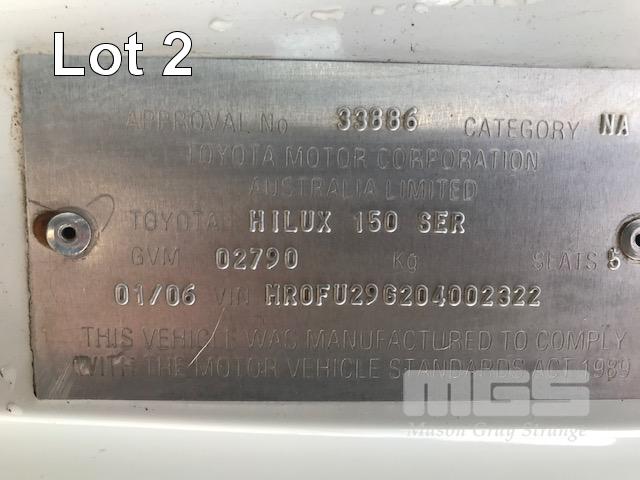 Lot 2
APPROVAL No 33886 CATEGORY NA
TOYOTA MOTOR CORPORATION
AUSTRALIA LIMITED
TOYOTA HILUX 150 SER
GVM 02790 KG SEATS 5
01/06 VIN MR0FU29G204002322
THIS VEHICLE WAS MANUFACTURED TO COMPLY
WITH THE MOTOR VEHICLE STANDARDS ACT 1989
MGS
Mason Gray Strange